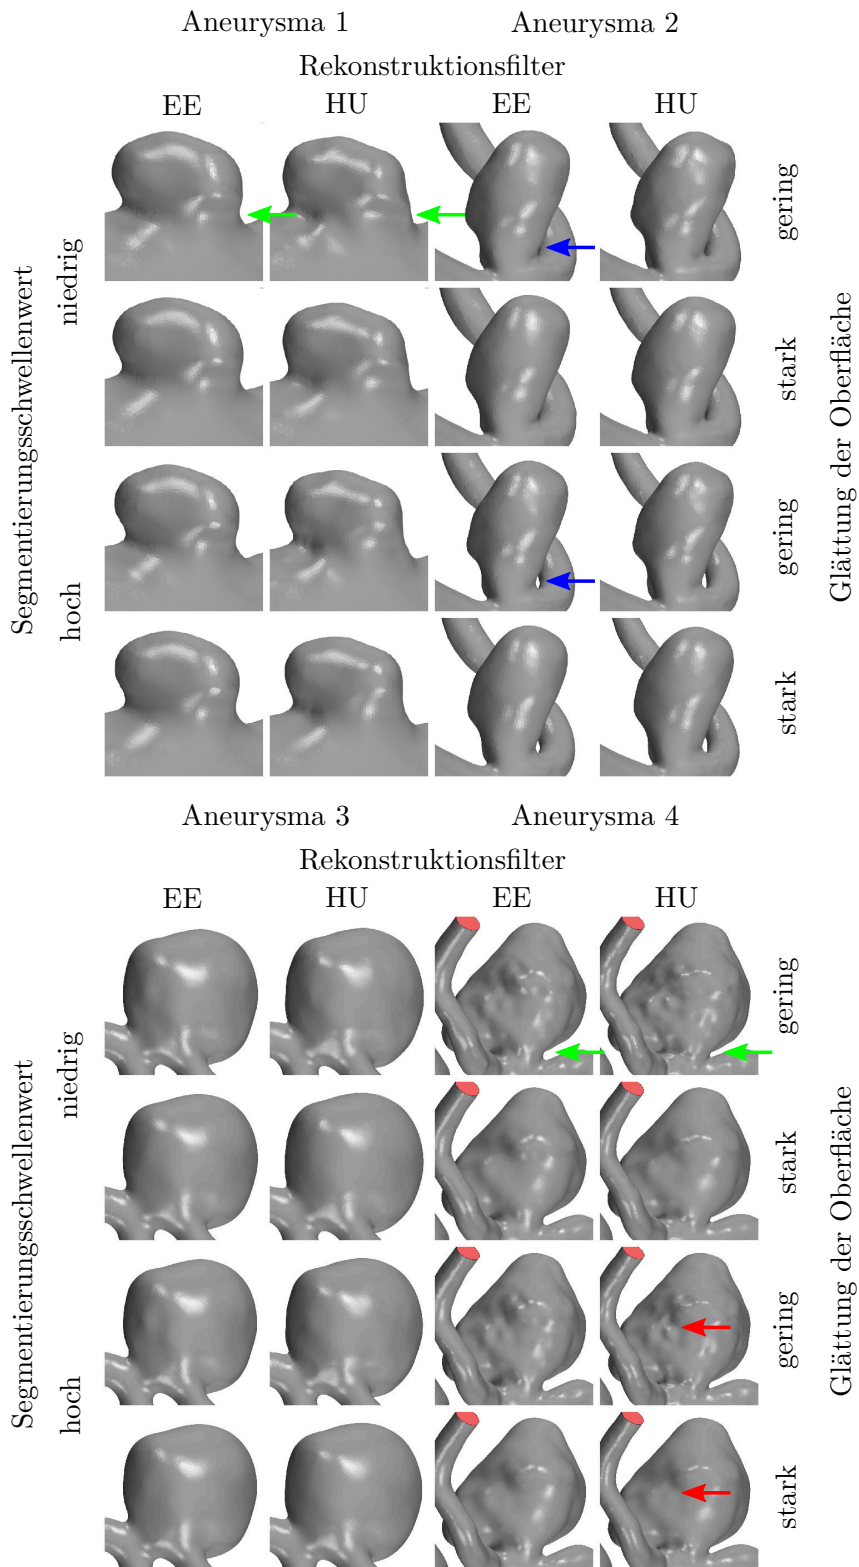 Aneurysma 1 Aneurysma 2
Rekonstruktionsfilter
EE HU EE HU
Segmentierungsschwellenwert
niedrig
hoch
gering
stark
gering
stark
Glättung der Oberfläche
Aneurysma 3 Aneurysma 4
Rekonstruktionsfilter
EE HU EE HU
Segmentierungsschwellenwert
niedrig
hoch
gering
stark
gering
stark
Glättung der Oberfläche